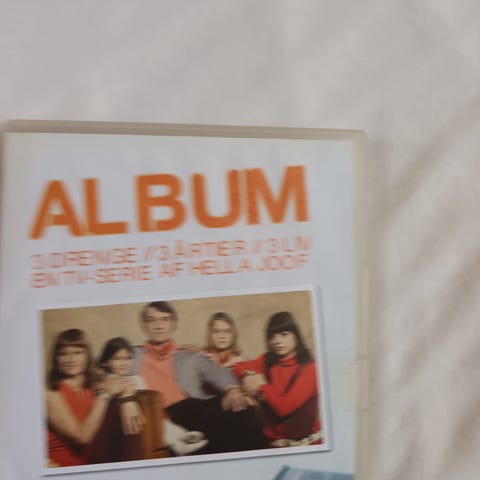 ALBUM
3 DRENGE // 3 ÅRTIER // 3 LIV
EN TV-SERIE AF HELLA JOOF